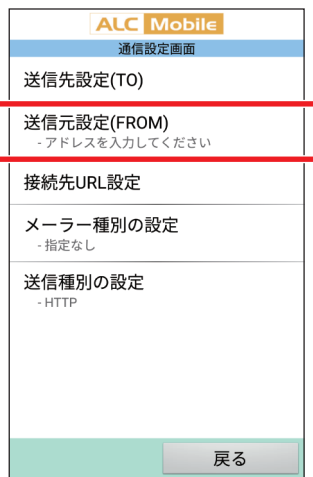 ALC Mobile
通信設定画面
送信先設定(TO)
送信元設定(FROM)
- アドレスを入力してください
接続先URL設定
メーラー種別の設定
- 指定なし
送信種別の設定
- HTTP
戻る